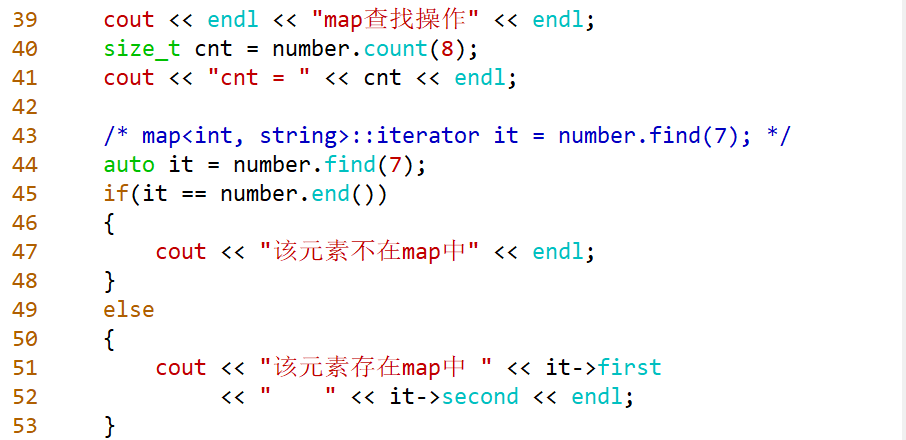 39 cout << endl << "map查找操作" << endl;
40 size_t cnt = number.count(8);
41 cout << "cnt = " << cnt << endl;
42
43 /* map<int, string>::iterator it = number.find(7); */
44 auto it = number.find(7);
45 if(it == number.end())
46 {
47     cout << "该元素不在map中" << endl;
48 }
49 else
50 {
51     cout << "该元素存在map中 " << it->first
52          << "    " << it->second << endl;
53 }